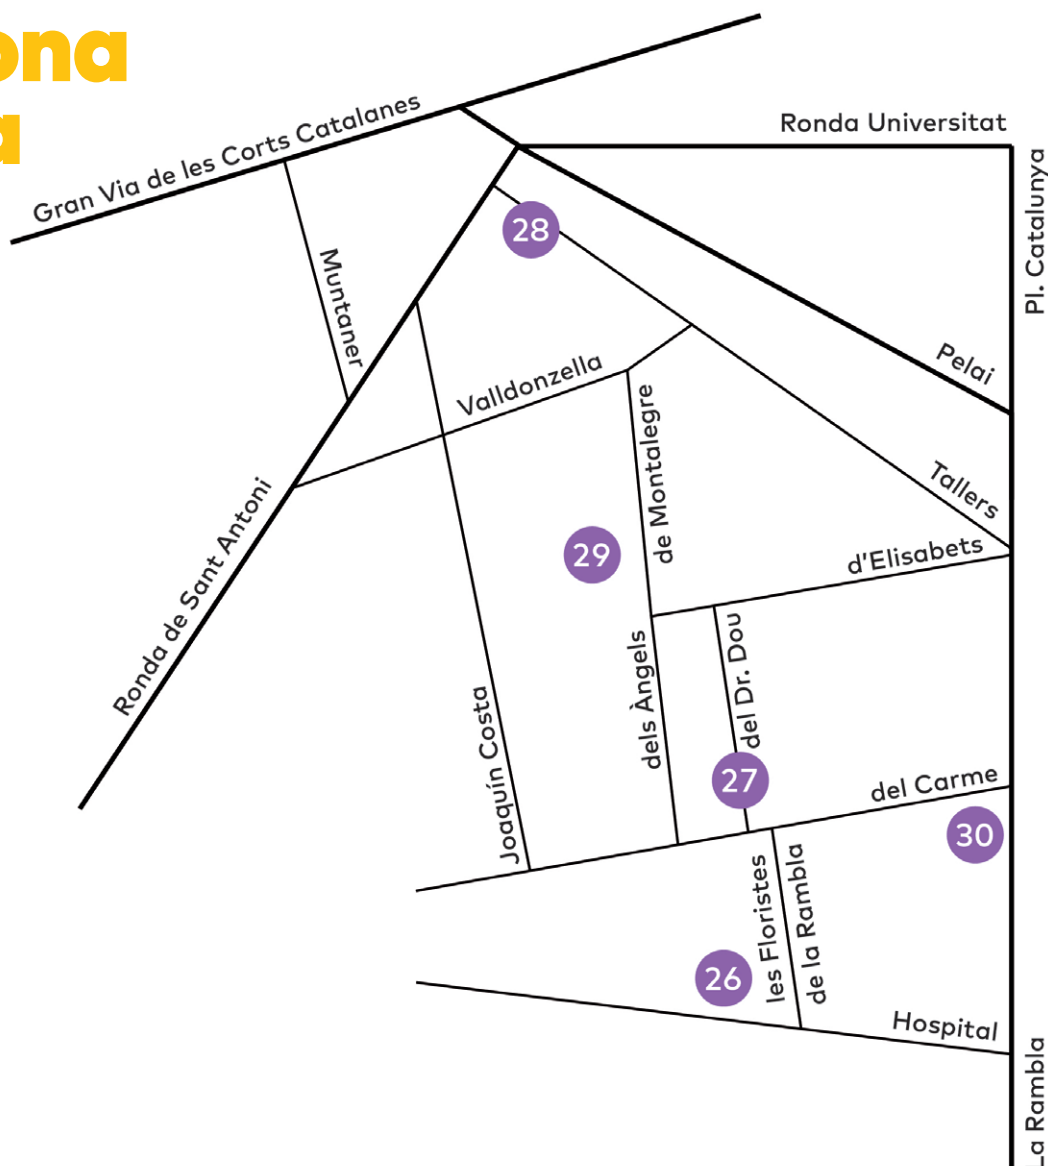 ona
a
Gran Via de les Corts Catalanes
Ronda Universitat
Pl. Catalunya
28
Muntaner
Pelai
Valldonzella
de Montalegre
Tallers
Ronda de Sant Antoni
29
d'Elisabets
dels Àngels
del Dr. Dou
Joaquín Costa
27
del Carme
30
les Floristes
de la Rambla
26
Hospital
La Rambla